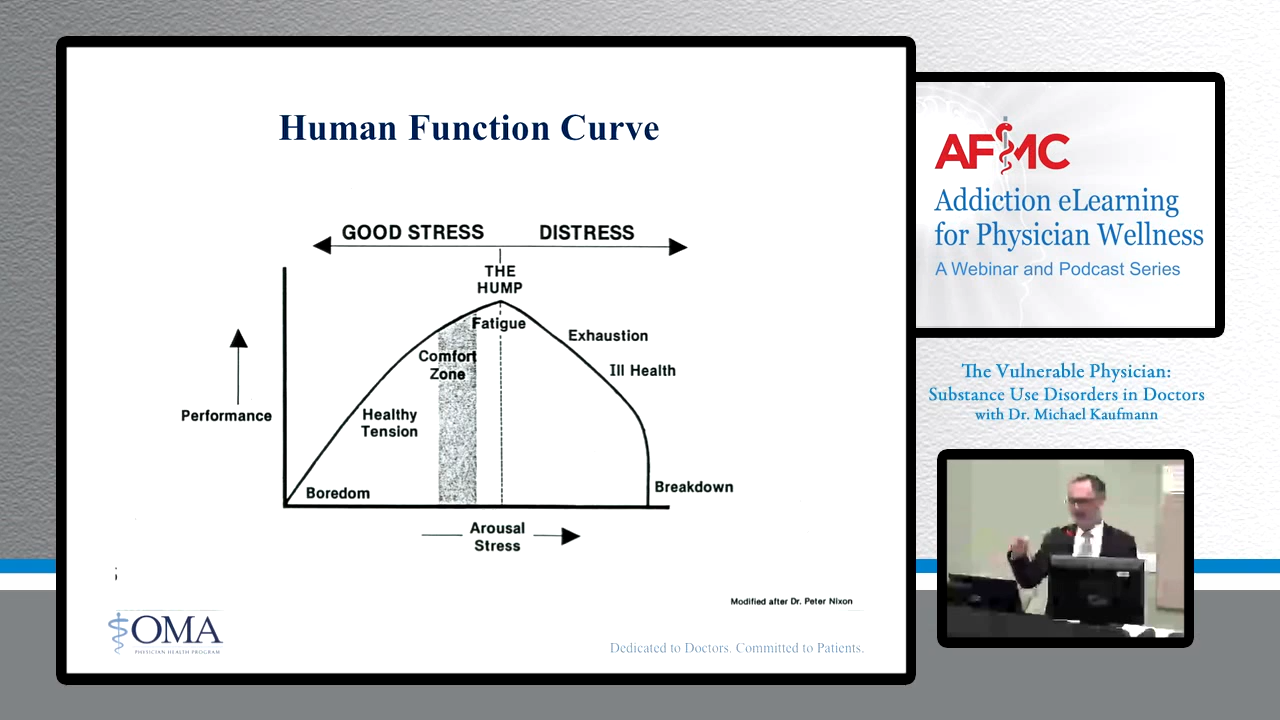 Human Function Curve
GOOD STRESS
DISTRESS
THE
HUMP
Fatigue
Exhaustion
Comfort
Zone
Ill Health
Performance
Healthy
Tension
Boredom
Breakdown
Arousal
Stress
Modified after Dr. Peter Nixon
OMA
PHYSICIAN HEALTH PROGRAM
Dedicated to Doctors. Committed to Patients.
AFMC
Addiction eLearning
for Physician Wellness
A Webinar and Podcast Series
The Vulnerable Physician:
Substance Use Disorders in Doctors
with Dr. Michael Kaufmann